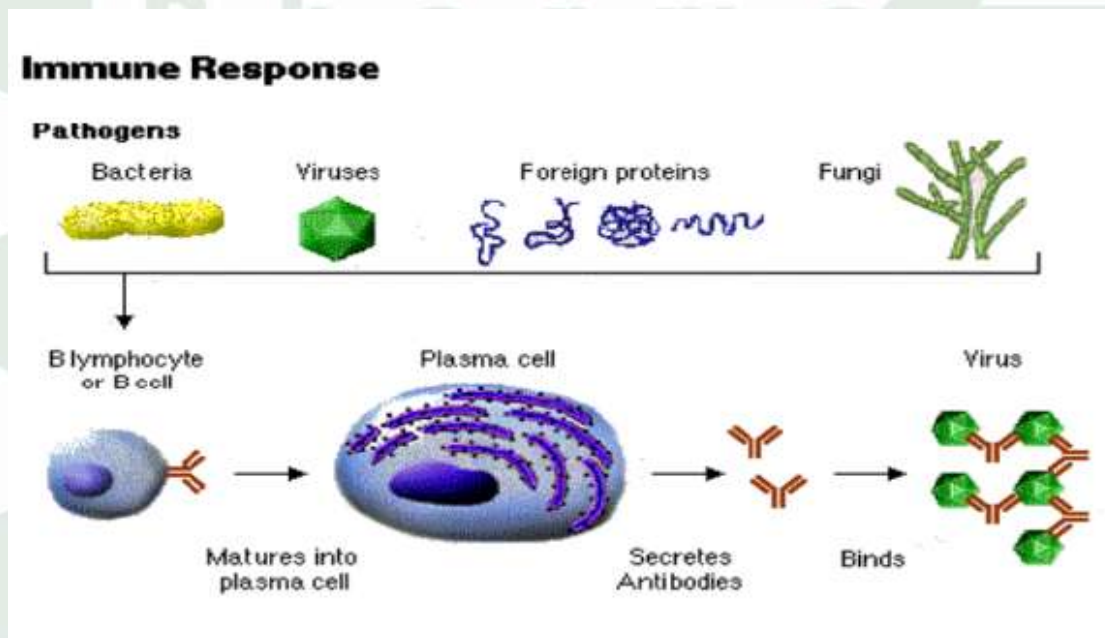 Immune Response
Pathogens
Bacteria
Viruses
Foreign proteins
Fungi
B lymphocyte
or B cell
Plasma cell
Virus
Matures into
plasma cell
Secretes
Antibodies
Binds